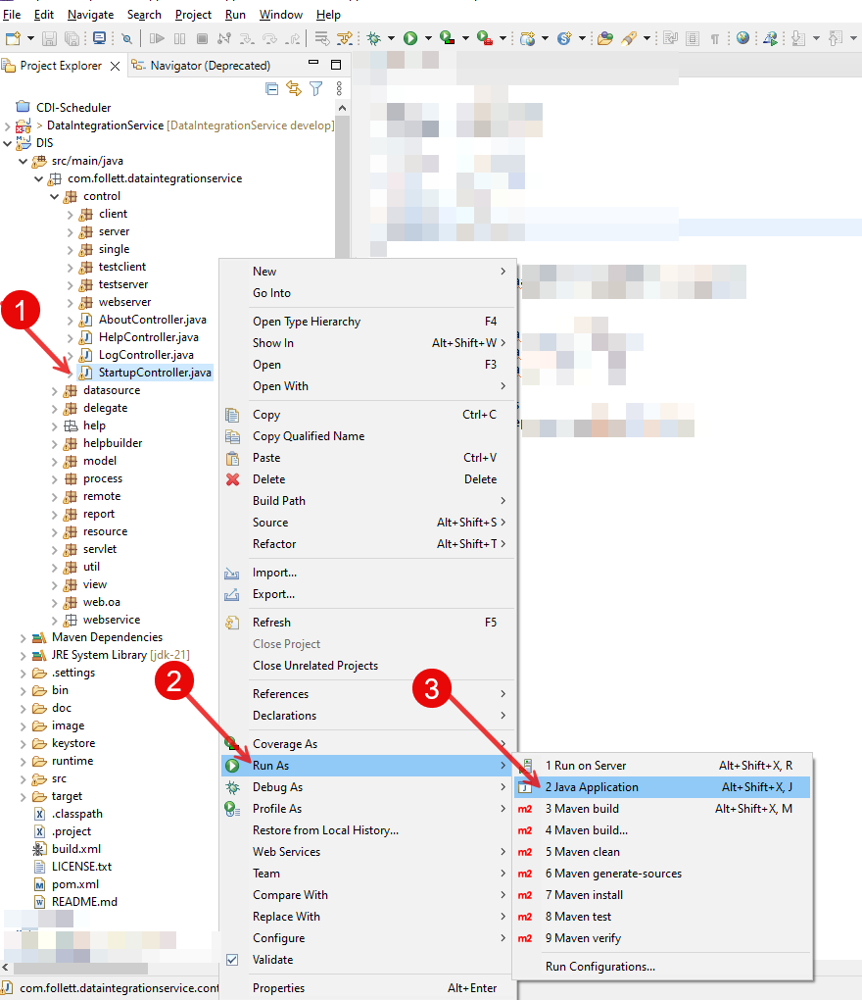 File Edit Navigate Search Project Run Window Help
Project Explorer
Navigator (Deprecated)
CDI-Scheduler
> DataIntegrationService [DataIntegrationService develop]
DIS
src/main/java
com.follett.dataintegrationservice
control
client
server
single
testclient
testserver
webserver
AboutController.java
HelpController.java
LogController.java
StartupController.java
datasource
delegate
help
helpbuilder
model
process
remote
report
resource
servlet
util
view
web.oa
webservice
Maven Dependencies
JRE System Library [jdk-21]
.settings
bin
doc
image
keystore
runtime
src
target
.classpath
.project
build.xml
LICENSE.txt
pom.xml
README.md
com.follett.dataintegrationservice.cont
1
2
3
New
Go Into
Open Type Hierarchy F4
Show In Alt+Shift+W
Open F3
Open With
Copy Ctrl+C
Copy Qualified Name
Paste Ctrl+V
Delete Delete
Build Path
Source Alt+Shift+S
Refactor Alt+Shift+T
Import...
Export...
Refresh F5
Close Project
Close Unrelated Projects
References
Declarations
Coverage As
Run As
Debug As
Profile As
Restore from Local History...
Web Services
Team
Compare With
Replace With
Configure
Validate
Properties Alt+Enter
1 Run on Server Alt+Shift+X, R
2 Java Application Alt+Shift+X, J
m2 3 Maven build Alt+Shift+X, M
m2 4 Maven build...
m2 5 Maven clean
m2 6 Maven generate-sources
m2 7 Maven install
m2 8 Maven test
m2 9 Maven verify
Run Configurations...